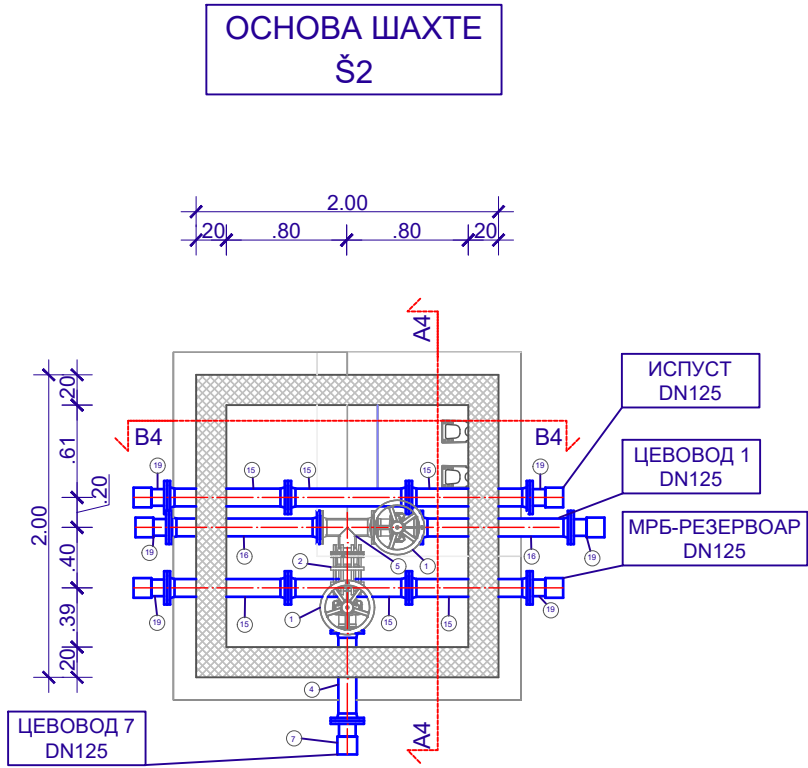 ОСНОВА ШАХТЕ
Š2
2.00
.20 .80 .80 .20
A4
ИСПУСТ
DN125
B4 B4
.20
.61
.20
2.00
.40
.39
.20
ЦЕВОВОД 1
DN125
МРБ-РЕЗЕРВОАР
DN125
19 15 15 15 19
19 16 5 1 16 19
2
19 15 1 15 15 19
4
7
A4
ЦЕВОВОД 7
DN125